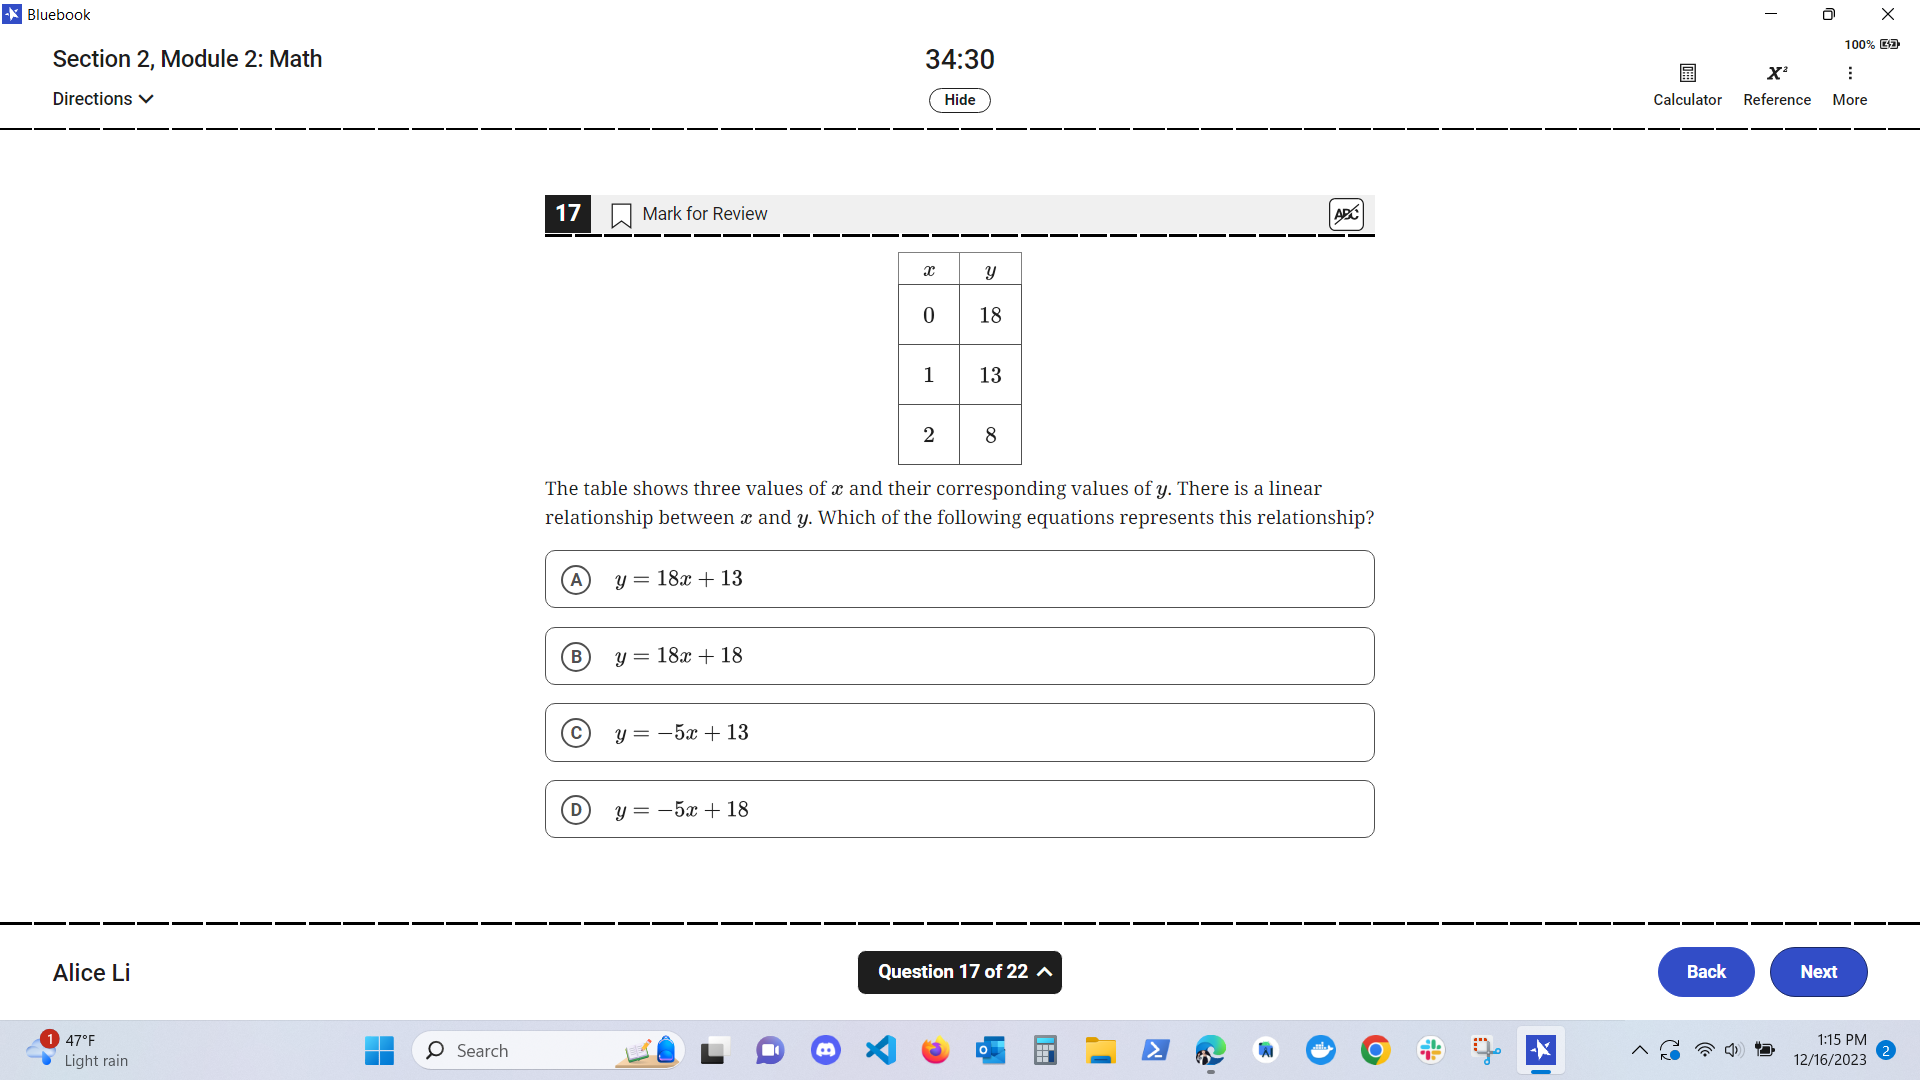 Bluebook
Section 2, Module 2: Math
34:30
100%
Directions
Hide
Calculator
Reference
More
17
Mark for Review
ABC
x y
0 18
1 13
2 8
The table shows three values of x and their corresponding values of y. There is a linear
relationship between x and y. Which of the following equations represents this relationship?
A y = 18x + 13
B y = 18x + 18
C y = −5x + 13
D y = −5x + 18
Alice Li
Question 17 of 22
Back
Next
1
47°F
Light rain
Search
1:15 PM
12/16/2023
2